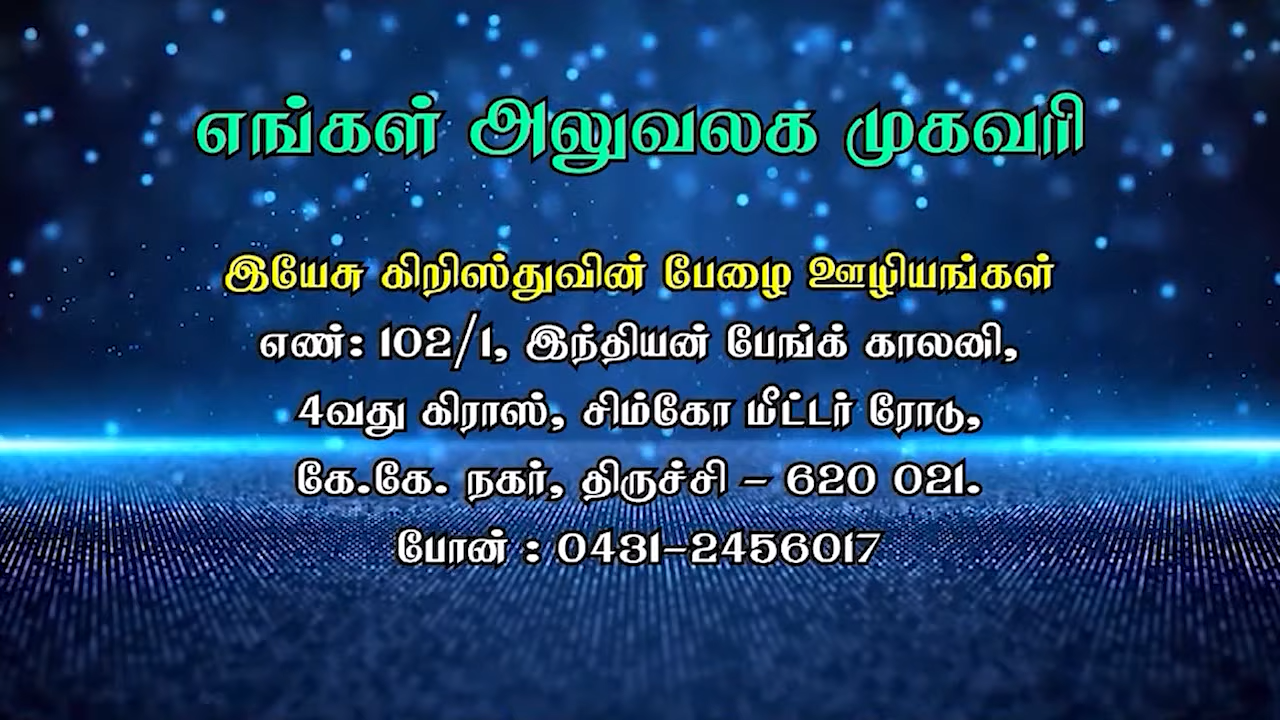 எங்கள் அலுவலக முகவரி
இயேசு கிறிஸ்துவின் பேழை ஊழியங்கள்
எண்: 102/1, இந்தியன் பேங்க் காலனி,
4வது கிராஸ், சிம்கோ மீட்டர் ரோடு,
கே.கே. நகர், திருச்சி – 620 021.
போன் : 0431–2456017